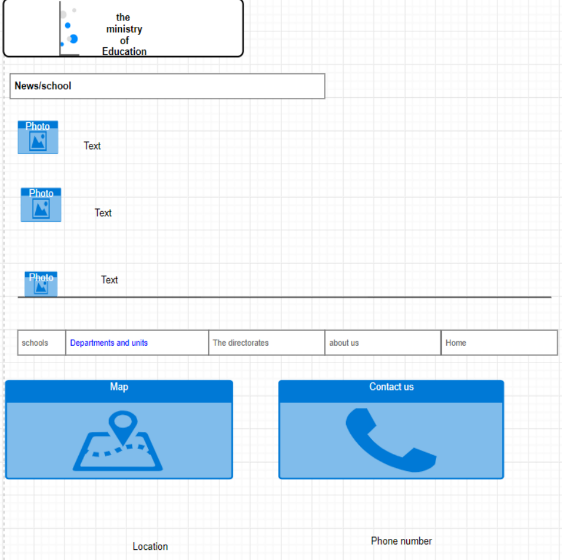 the
ministry
of
Education
News/school
Photo
Text
Photo
Text
Photo
Text
schools
Departments and units
The directorates
about us
Home
Map
Contact us
Location
Phone number